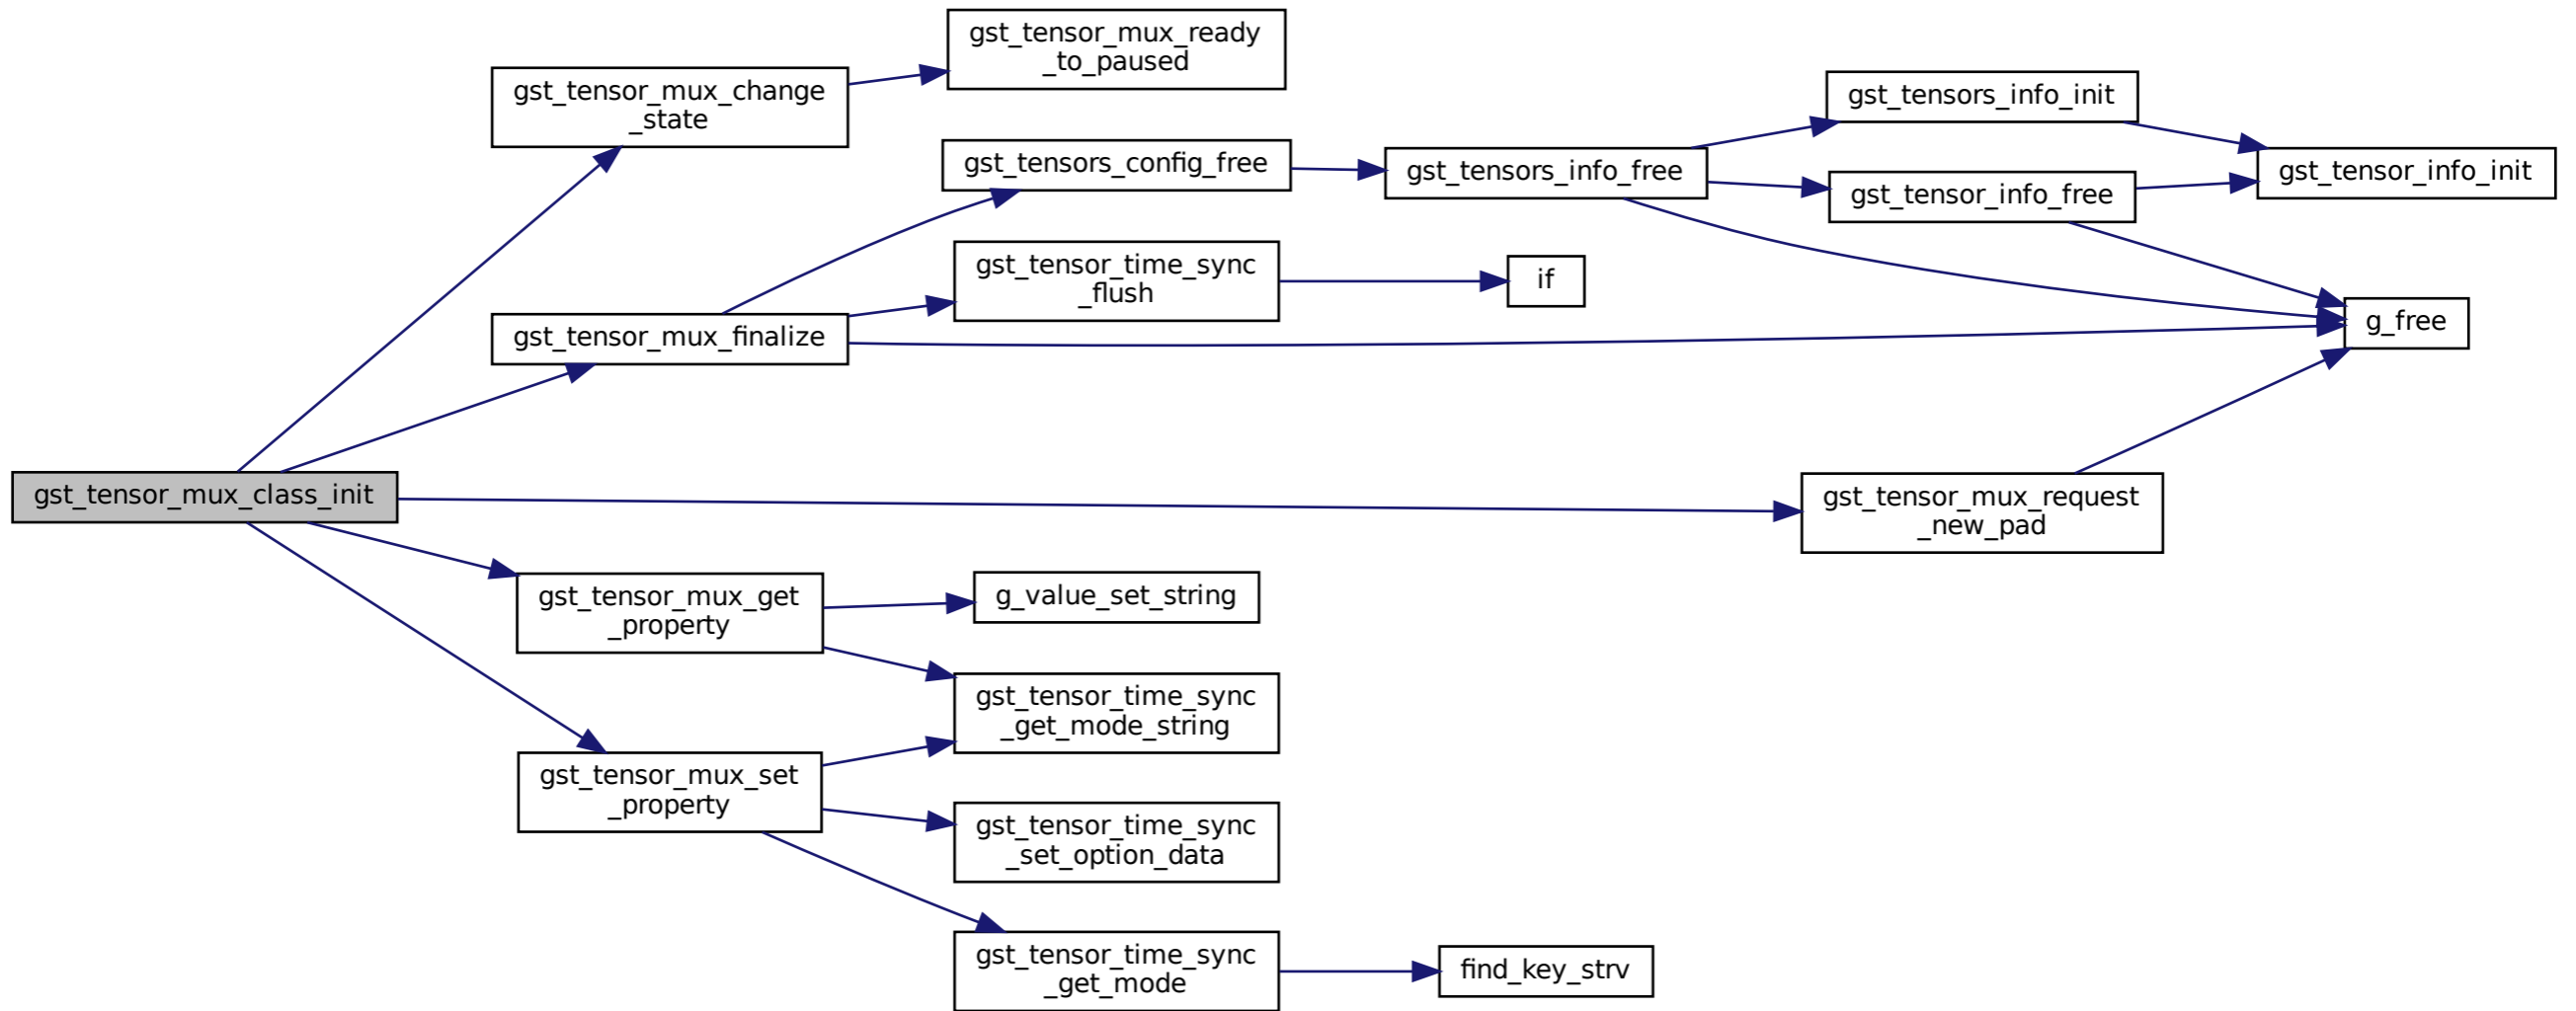 gst_tensor_mux_ready
_to_paused
gst_tensor_mux_change
_state
gst_tensors_info_init
gst_tensors_config_free
gst_tensors_info_free
gst_tensor_info_init
gst_tensor_info_free
gst_tensor_time_sync
_flush
if
gst_tensor_mux_finalize
g_free
gst_tensor_mux_class_init
gst_tensor_mux_request
_new_pad
gst_tensor_mux_get
_property
g_value_set_string
gst_tensor_time_sync
_get_mode_string
gst_tensor_mux_set
_property
gst_tensor_time_sync
_set_option_data
gst_tensor_time_sync
_get_mode
find_key_strv